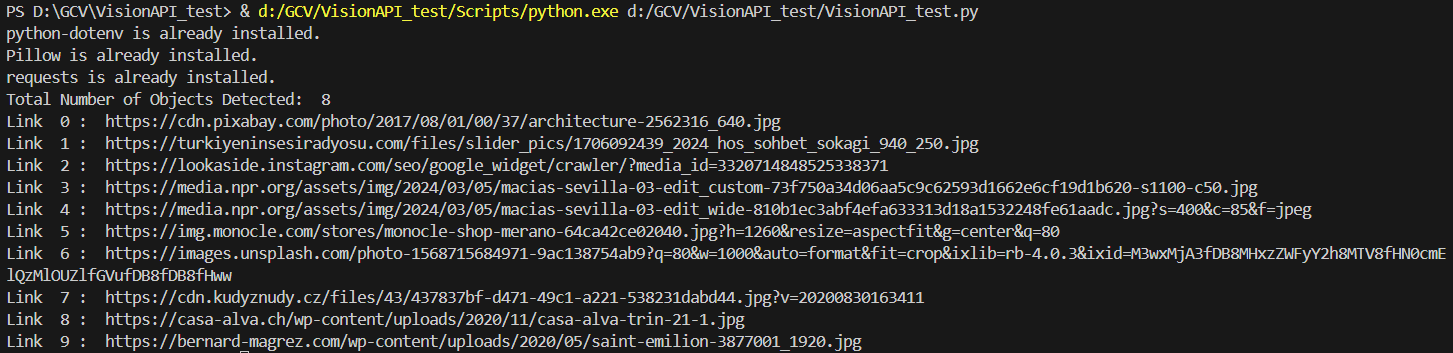 PS D:\GCV\VisionAPI_test> & d:/GCV/VisionAPI_test/Scripts/python.exe d:/GCV/VisionAPI_test/VisionAPI_test.py
python-dotenv is already installed.
Pillow is already installed.
requests is already installed.
Total Number of Objects Detected:  8
Link  0 :  https://cdn.pixabay.com/photo/2017/08/01/00/37/architecture-2562316_640.jpg
Link  1 :  https://turkiyeninsesiradyosu.com/files/slider_pics/1706092439_2024_hos_sohbet_sokagi_940_250.jpg
Link  2 :  https://lookaside.instagram.com/seo/google_widget/crawler/?media_id=3320714848525338371
Link  3 :  https://media.npr.org/assets/img/2024/03/05/macias-sevilla-03-edit_custom-73f750a34d06aa5c9c62593d1662e6cf19d1b620-s1100-c50.jpg
Link  4 :  https://media.npr.org/assets/img/2024/03/05/macias-sevilla-03-edit_wide-810b1ec3abf4efa633313d18a1532248fe61aadc.jpg?s=400&c=85&f=jpeg
Link  5 :  https://img.monocle.com/stores/monocle-shop-merano-64ca42ce02040.jpg?h=1260&resize=aspectfit&g=center&q=80
Link  6 :  https://images.unsplash.com/photo-1568715684971-9ac138754ab9?q=80&w=1000&auto=format&fit=crop&ixlib=rb-4.0.3&ixid=M3wxMjA3fDB8MHxzZWFyY2h8MTV8fHN0cmE
lQzMlOUZlfGVufDB8fDB8fHww
Link  7 :  https://cdn.kudyznudy.cz/files/43/437837bf-d471-49c1-a221-538231dabd44.jpg?v=20200830163411
Link  8 :  https://casa-alva.ch/wp-content/uploads/2020/11/casa-alva-trin-21-1.jpg
Link  9 :  https://bernard-magrez.com/wp-content/uploads/2020/05/saint-emilion-3877001_1920.jpg